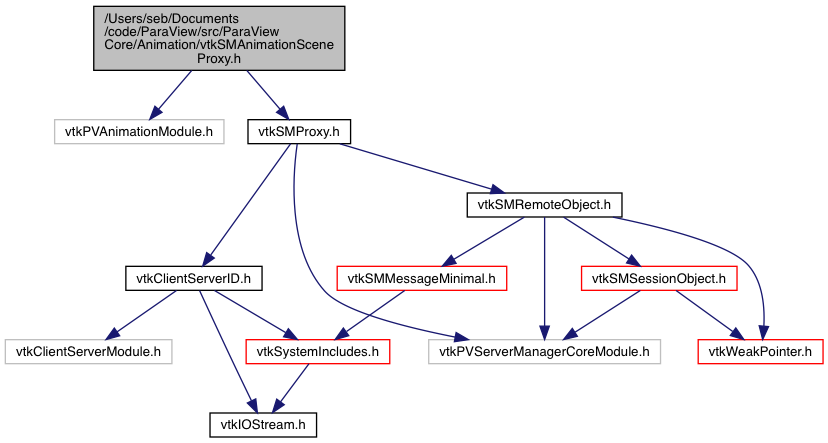 /Users/seb/Documents
/code/ParaView/src/ParaView
Core/Animation/vtkSMAnimationScene
Proxy.h
vtkPVAnimationModule.h
vtkSMProxy.h
vtkSMRemoteObject.h
vtkClientServerID.h
vtkSMMessageMinimal.h
vtkSMSessionObject.h
vtkClientServerModule.h
vtkSystemIncludes.h
vtkPVServerManagerCoreModule.h
vtkWeakPointer.h
vtkIOStream.h